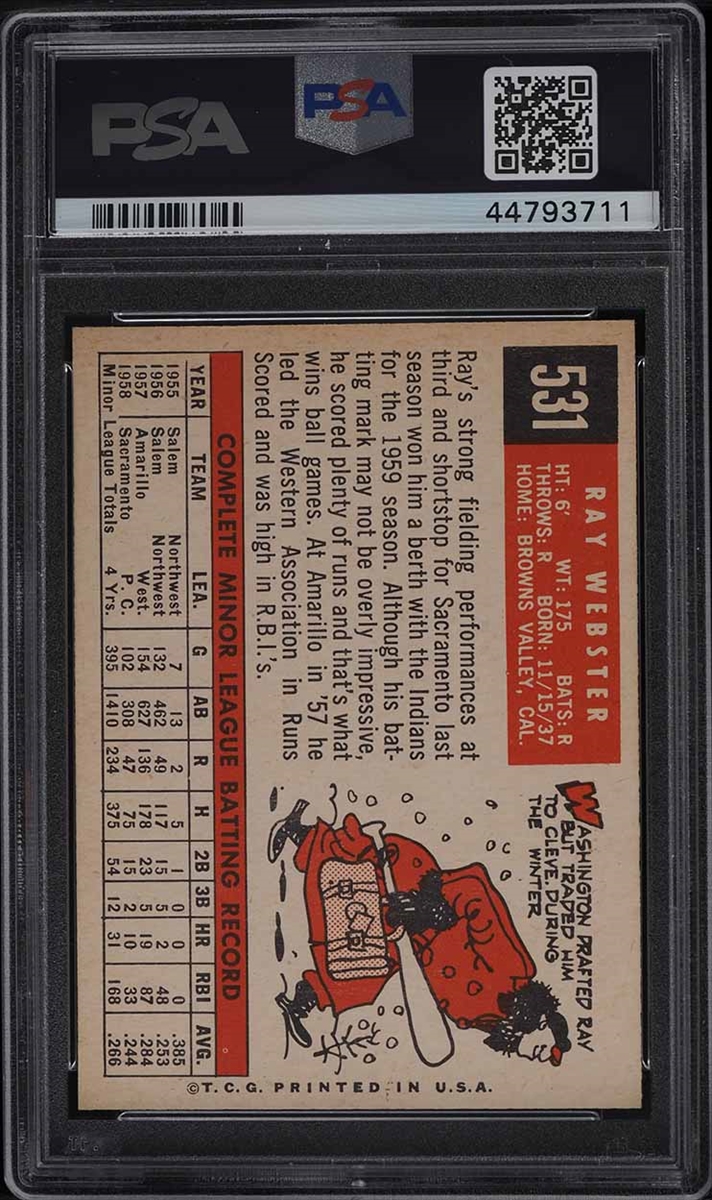 PSA
PSA
44793711
531
RAY WEBSTER
HT: 6' WT: 175 BATS: R
THROWS: R BORN: 11/15/37
HOME: BROWNS VALLEY, CAL.
Ray's strong fielding performances at
third and shortstop for Sacramento last
season won him a berth with the Indians
for the 1959 season. Although his bat-
ting mark may not be overly impressive,
he scored plenty of runs and that's what
wins ball games. At Amarillo in '57 he
led the Western Association in Runs
Scored and was high in R.B.I.'s.
WASHINGTON DRAFTED RAY
BUT TRADED HIM
TO CLEVE. DURING
THE WINTER
COMPLETE MINOR LEAGUE BATTING RECORD
YEAR TEAM LEA. G AB R H 2B 3B HR RBI AVG.
1955 Salem Northwest 7 13 2 5 1 0 0 0 .385
1956 Salem Northwest 132 462 49 117 15 5 2 48 .253
1957 Amarillo West. 154 627 136 178 23 5 19 87 .284
1958 Sacramento P. C. 102 308 47 75 15 2 10 33 .244
Minor League Totals 4 Yrs. 395 1410 234 375 54 12 31 168 .266
©T. C. G. PRINTED IN U.S.A.